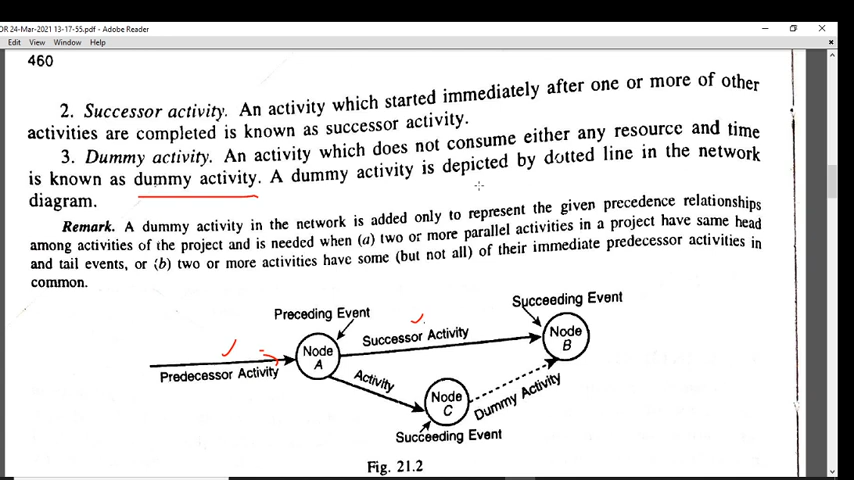 OR 24-Mar-2021 13-17-55.pdf - Adobe Reader
Edit View Window Help
460
2. Successor activity. An activity which started immediately after one or more of other
activities are completed is known as successor activity.
3. Dummy activity. An activity which does not consume either any resource and time
is known as dummy activity. A dummy activity is depicted by dotted line in the network
diagram.
Remark. A dummy activity in the network is added only to represent the given precedence relationships
among activities of the project and is needed when (a) two or more parallel activities in a project have same head
and tail events, or (b) two or more activities have some (but not all) of their immediate predecessor activities in
common.
Preceding Event
Succeeding Event
Successor Activity
Node
A
Node
B
Predecessor Activity
Activity
Node
C
Dummy Activity
Succeeding Event
Fig. 21.2